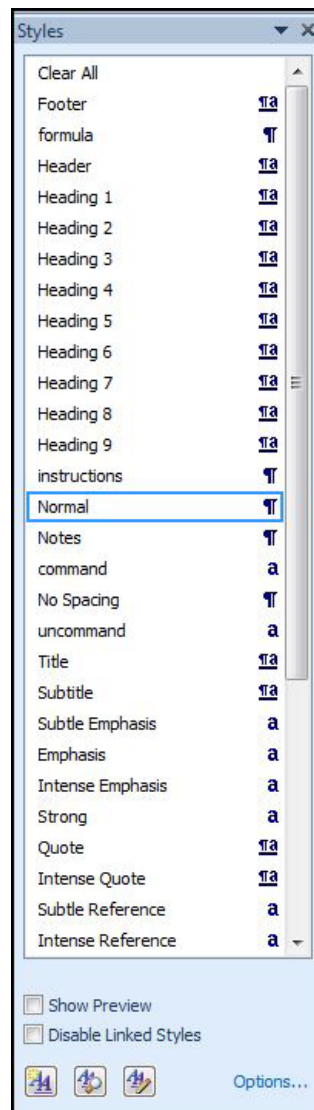 Styles
Clear All
Footer ¶a
formula ¶
Header ¶a
Heading 1 ¶a
Heading 2 ¶a
Heading 3 ¶a
Heading 4 ¶a
Heading 5 ¶a
Heading 6 ¶a
Heading 7 ¶a
Heading 8 ¶a
Heading 9 ¶a
instructions ¶
Normal ¶
Notes ¶
command a
No Spacing ¶
uncommand a
Title ¶a
Subtitle ¶a
Subtle Emphasis a
Emphasis a
Intense Emphasis a
Strong a
Quote ¶a
Intense Quote ¶a
Subtle Reference a
Intense Reference a
Show Preview
Disable Linked Styles
Options...